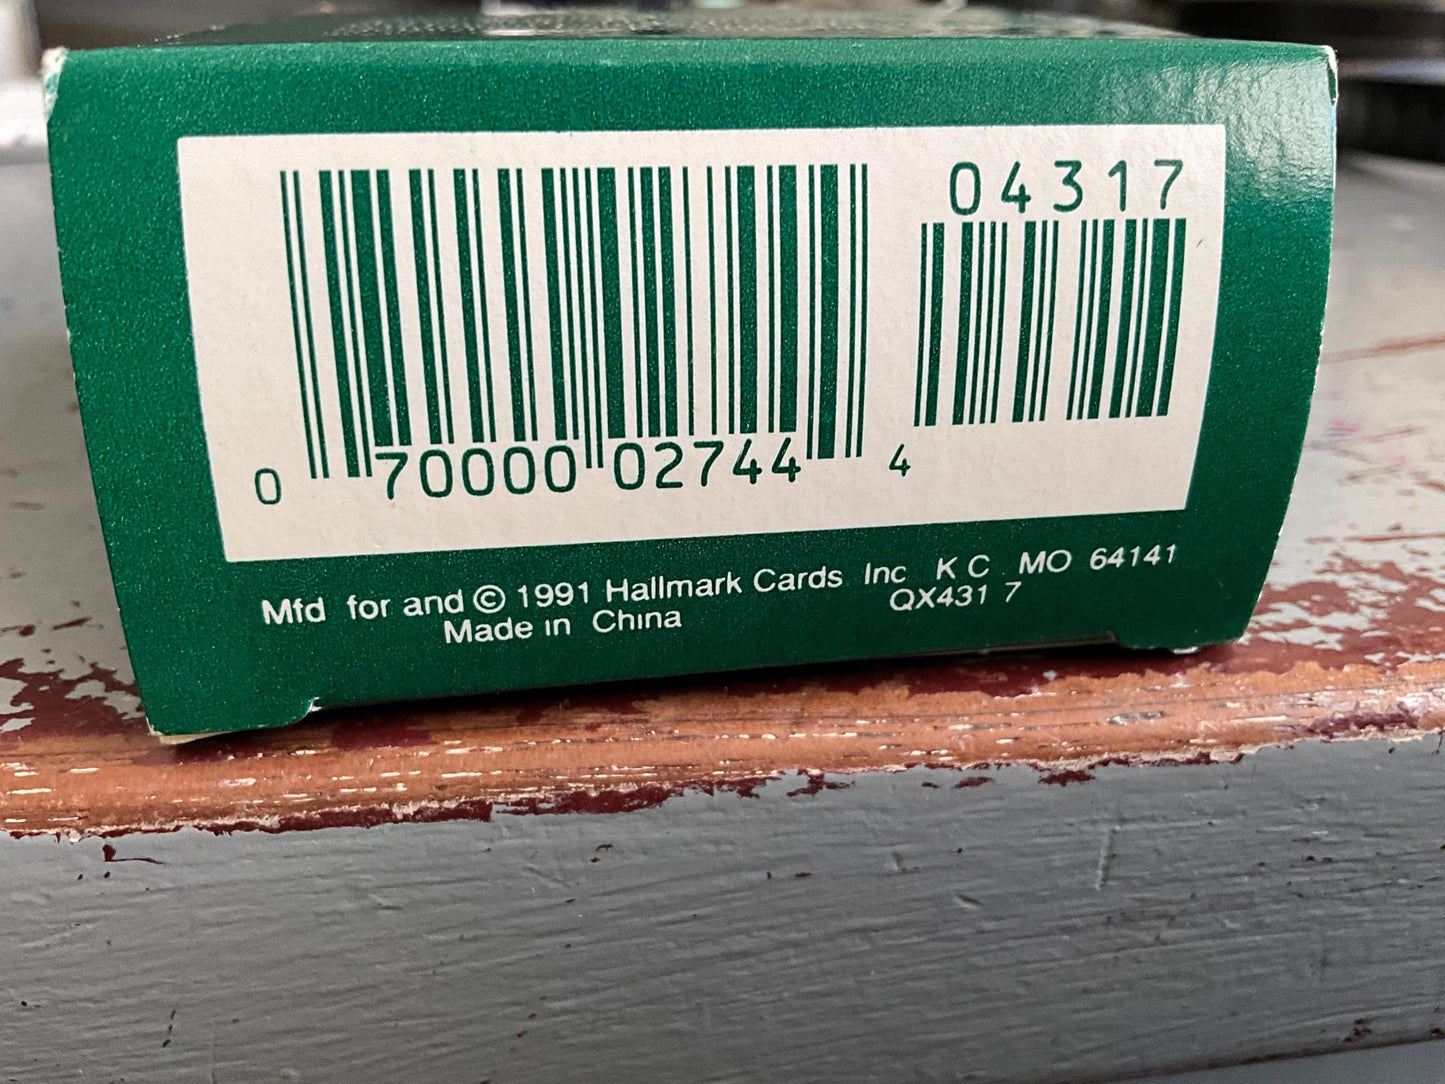 04317
0 70000 02744 4
Mfd for and © 1991 Hallmark Cards Inc K C MO 64141
Made in China QX431 7